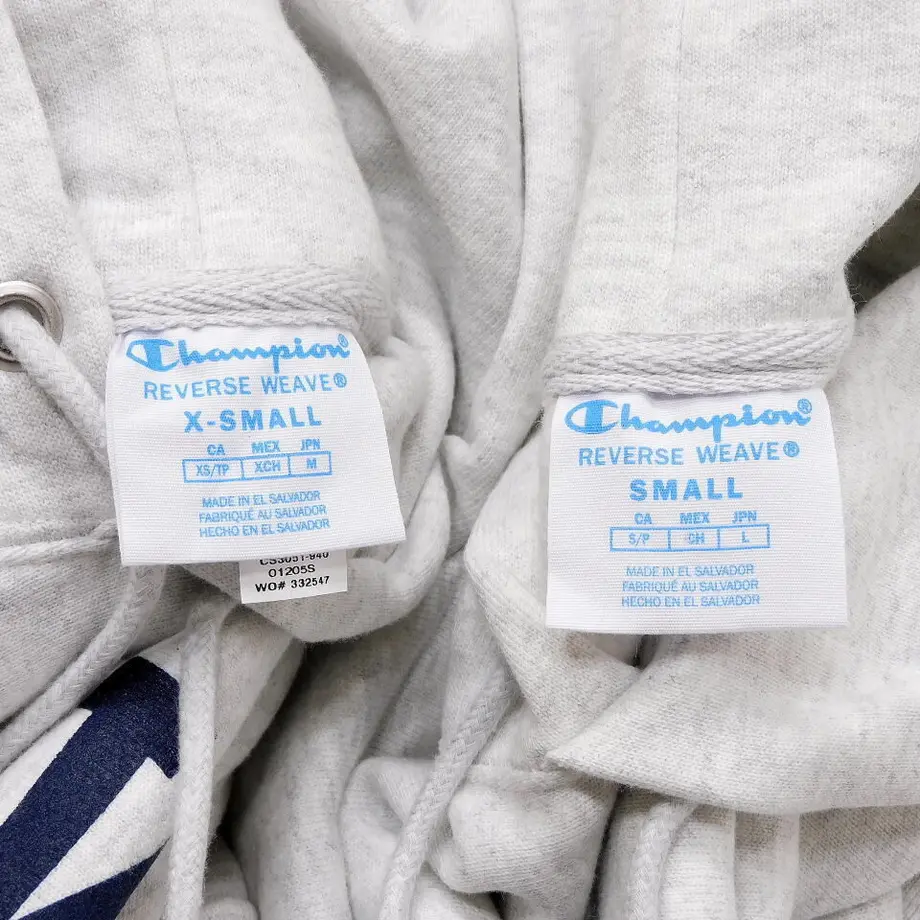 Champion®
REVERSE WEAVE®
X-SMALL
CA MEX JPN
XS/TP XCH M
MADE IN EL SALVADOR
FABRIQUÉ AU SALVADOR
HECHO EN EL SALVADOR
CS3051-940
01205S
WO# 332547
Champion®
REVERSE WEAVE®
SMALL
CA MEX JPN
S/P CH L
MADE IN EL SALVADOR
FABRIQUÉ AU SALVADOR
HECHO EN EL SALVADOR